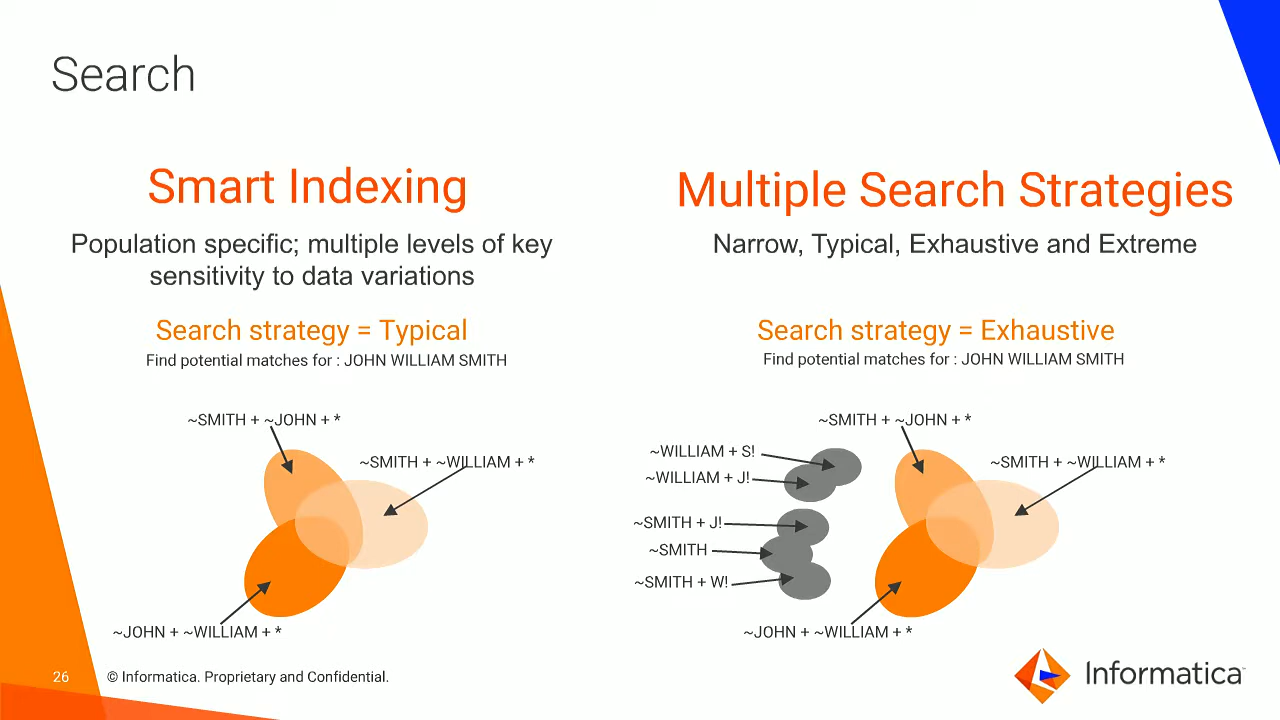 Search
Smart Indexing
Population specific; multiple levels of key
sensitivity to data variations
Search strategy = Typical
Find potential matches for : JOHN WILLIAM SMITH
~SMITH + ~JOHN + *
~SMITH + ~WILLIAM + *
~JOHN + ~WILLIAM + *
Multiple Search Strategies
Narrow, Typical, Exhaustive and Extreme
Search strategy = Exhaustive
Find potential matches for : JOHN WILLIAM SMITH
~SMITH + ~JOHN + *
~WILLIAM + S!
~SMITH + ~WILLIAM + *
~WILLIAM + J!
~SMITH + J!
~SMITH
~SMITH + W!
~JOHN + ~WILLIAM + *
26
© Informatica. Proprietary and Confidential.
Informatica